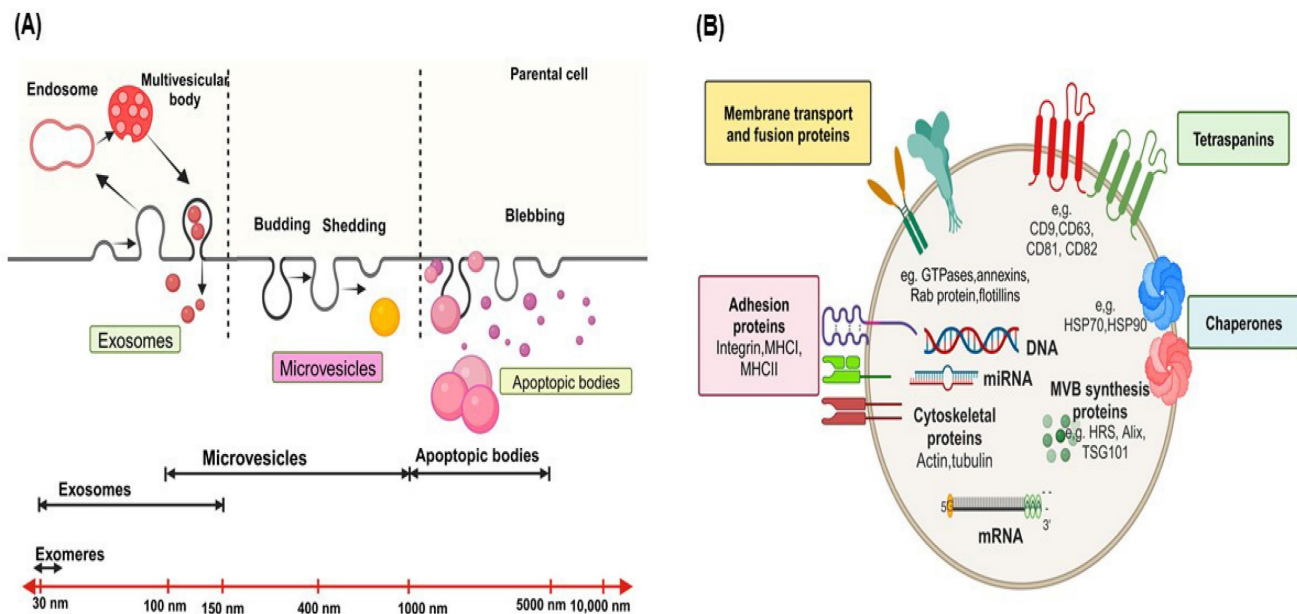 (A)
Endosome
Multivesicular
body
Parental cell
Budding
Shedding
Blebbing
Exosomes
Microvesicles
Apoptopic bodies
Microvesicles
Apoptopic bodies
Exosomes
Exomeres
30 nm
100 nm
150 nm
400 nm
1000 nm
5000 nm
10,000 nm
(B)
Membrane transport
and fusion proteins
Tetraspanins
e,g.
CD9,CD63,
CD81, CD82
eg. GTPases,annexins,
Rab protein,flotillins
e,g.
HSP70,HSP90
Chaperones
Adhesion
proteins
Integrin,MHCI,
MHCII
DNA
miRNA
MVB synthesis
proteins
e,g. HRS, Alix,
TSG101
Cytoskeletal
proteins
Actin,tubulin
5G
AAA
3'
mRNA